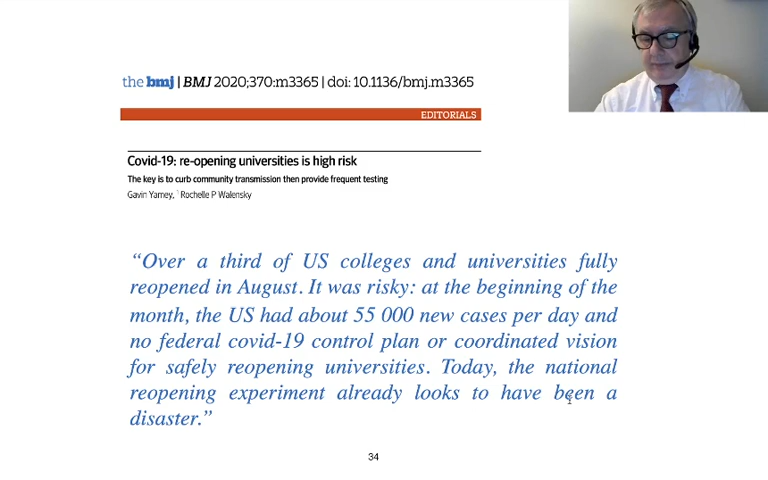 the bmj | BMJ 2020;370:m3365 | doi: 10.1136/bmj.m3365
EDITORIALS
Covid-19: re-opening universities is high risk
The key is to curb community transmission then provide frequent testing
Gavin Yamey, 1 Rochelle P Walensky
“Over a third of US colleges and universities fully
reopened in August. It was risky: at the beginning of the
month, the US had about 55 000 new cases per day and
no federal covid-19 control plan or coordinated vision
for safely reopening universities. Today, the national
reopening experiment already looks to have been a
disaster.”
34